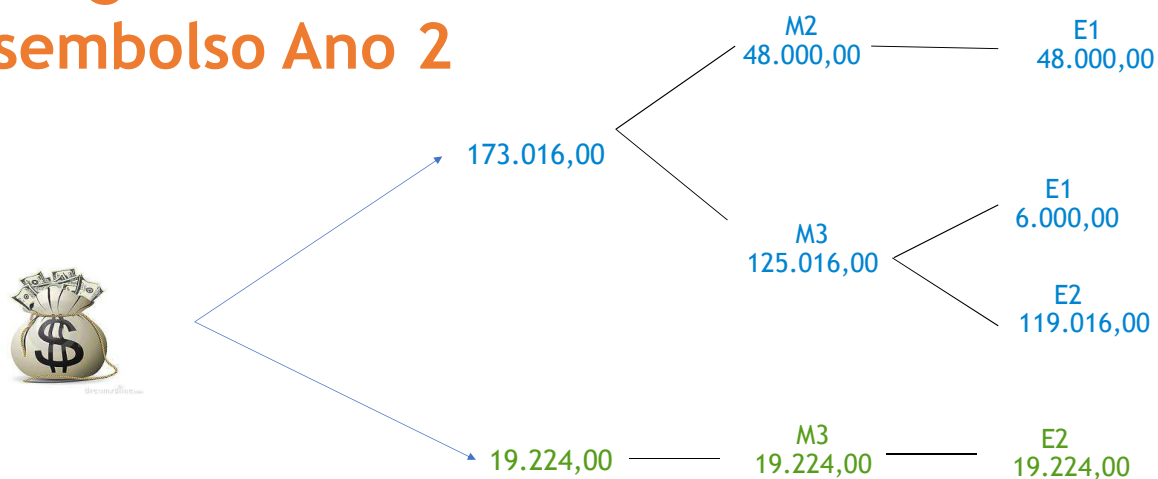 sembolso Ano 2
M2
48.000,00
E1
48.000,00
173.016,00
M3
125.016,00
E1
6.000,00
E2
119.016,00
19.224,00
M3
19.224,00
E2
19.224,00